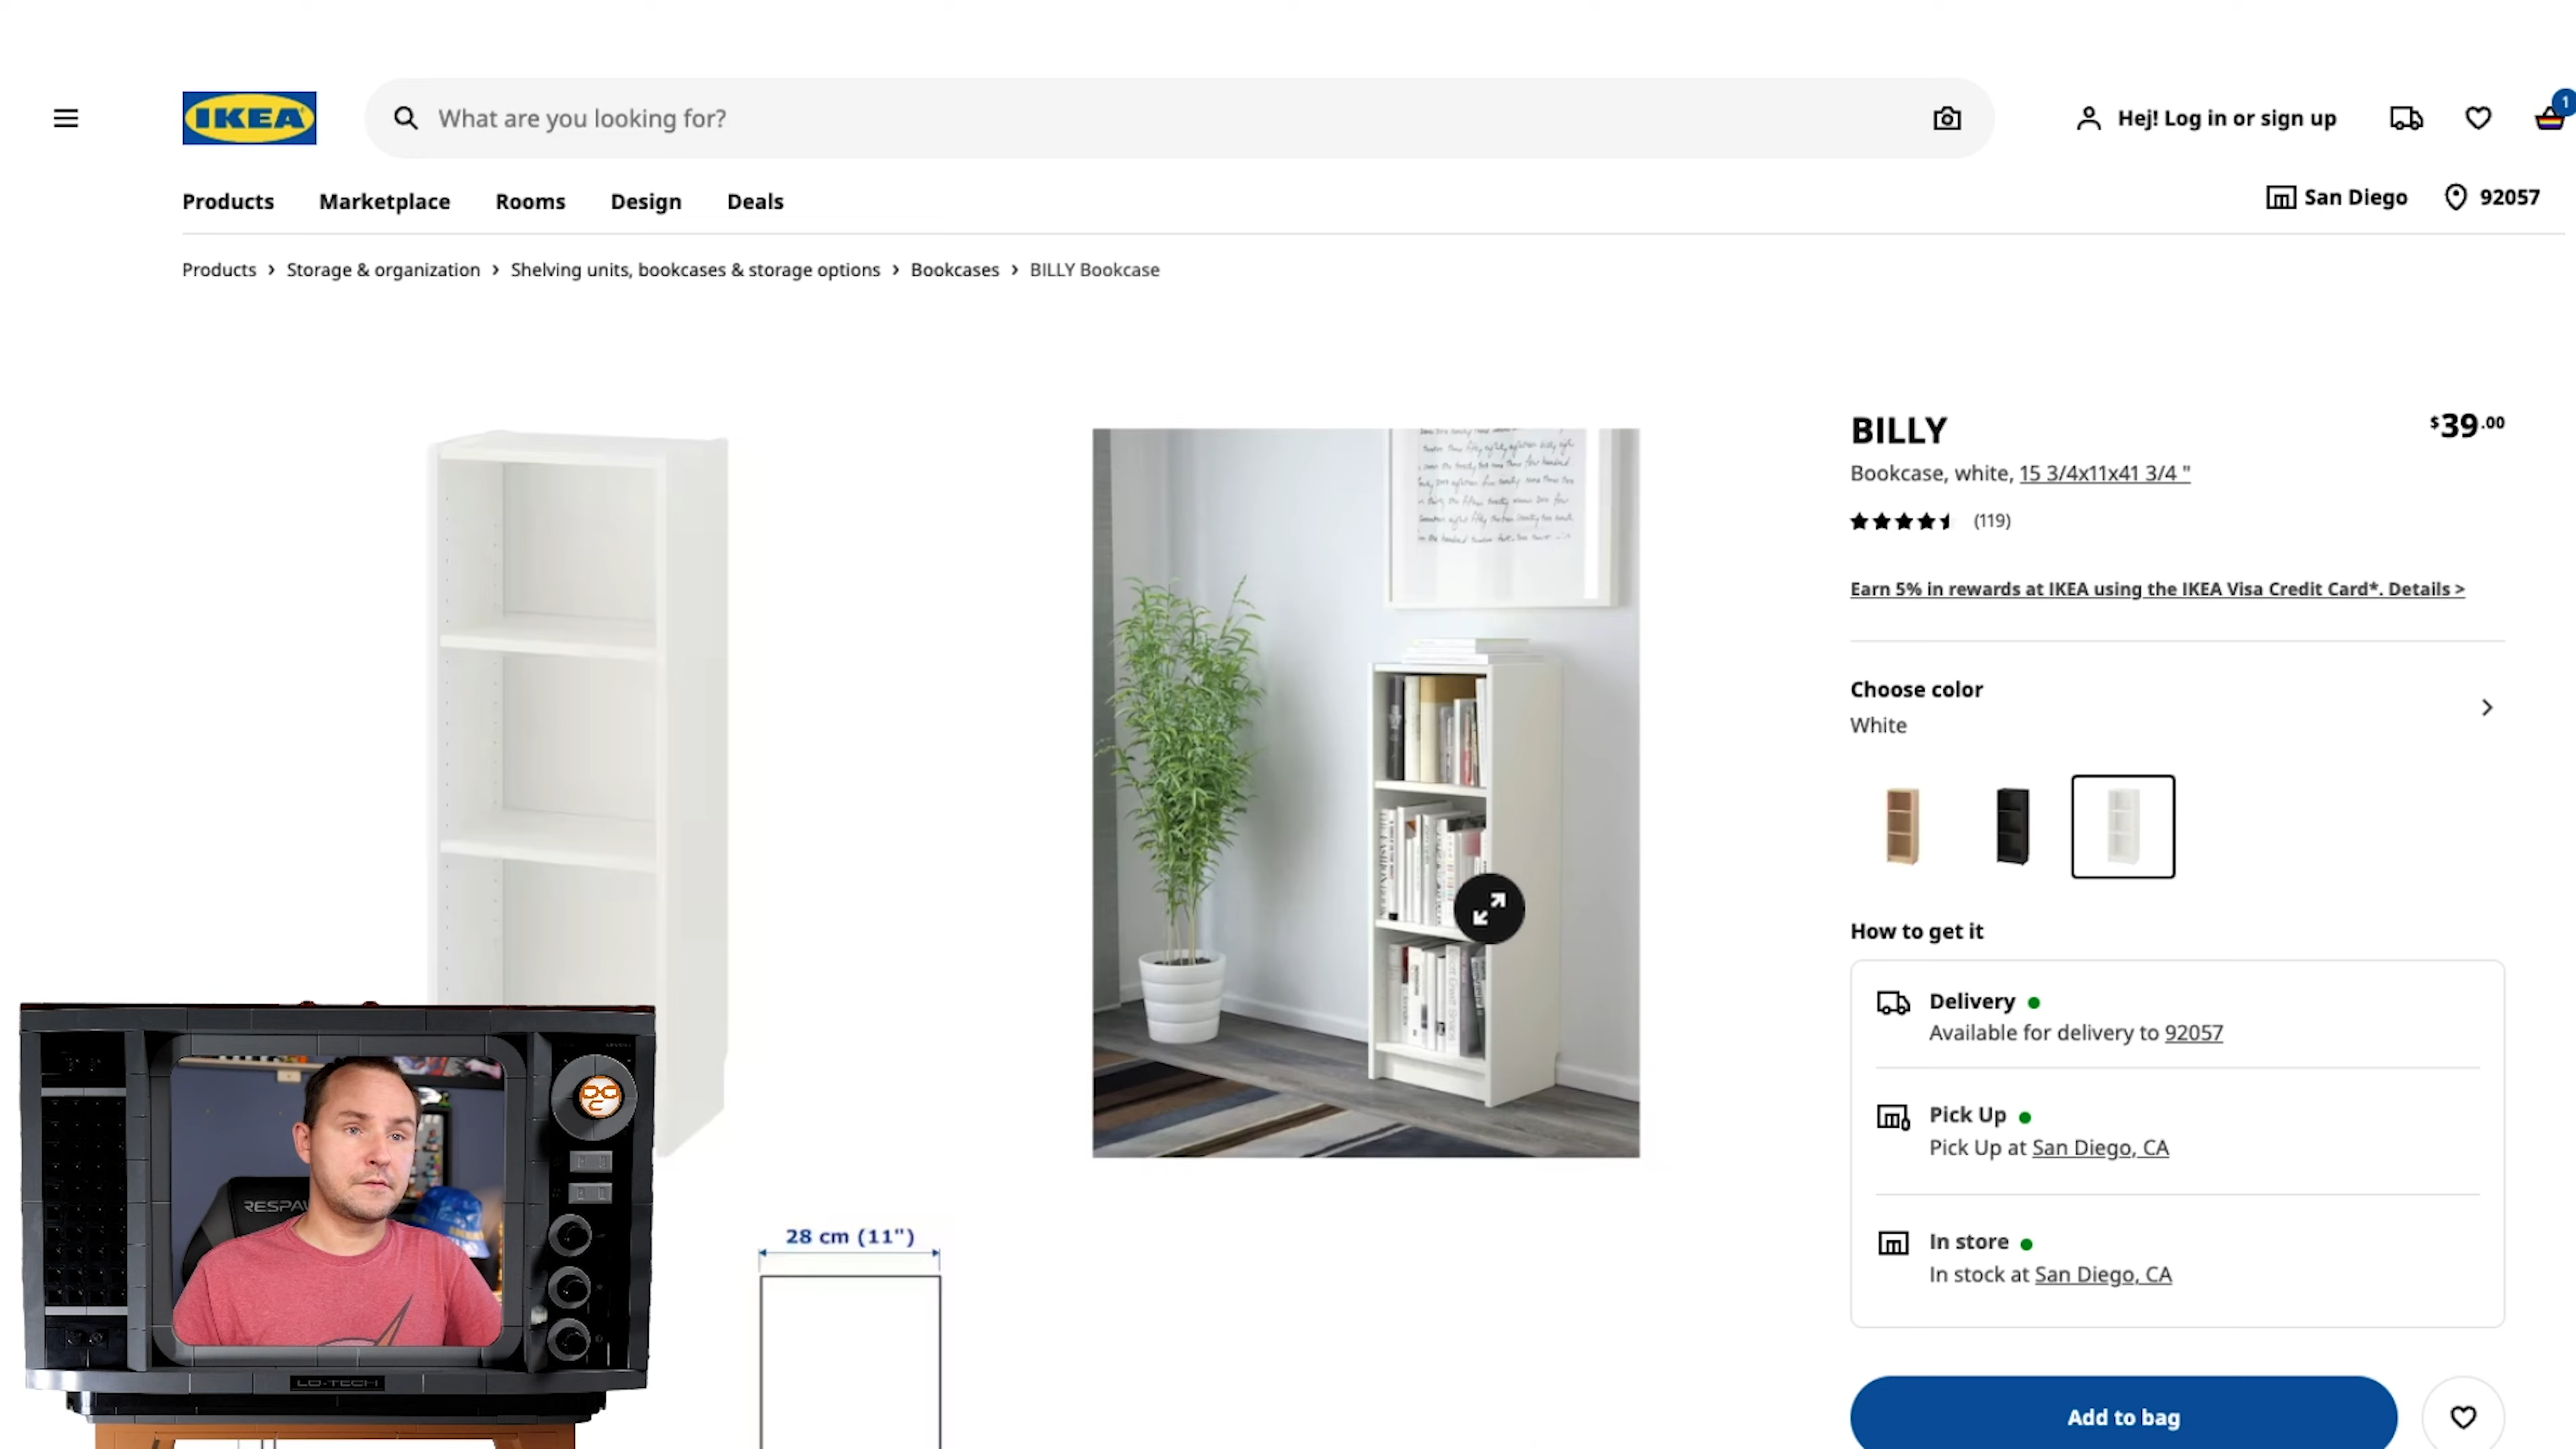 IKEA
What are you looking for?
Hej! Log in or sign up
1
Products
Marketplace
Rooms
Design
Deals
San Diego
92057
Products › Storage & organization › Shelving units, bookcases & storage options › Bookcases › BILLY Bookcase
BILLY
$39.00
Bookcase, white, 15 3/4x11x41 3/4 "
(119)
Earn 5% in rewards at IKEA using the IKEA Visa Credit Card*. Details >
Choose color
White
How to get it
Delivery
Available for delivery to 92057
Pick Up
Pick Up at San Diego, CA
In store
In stock at San Diego, CA
Add to bag
28 cm (11")
LO-TECH